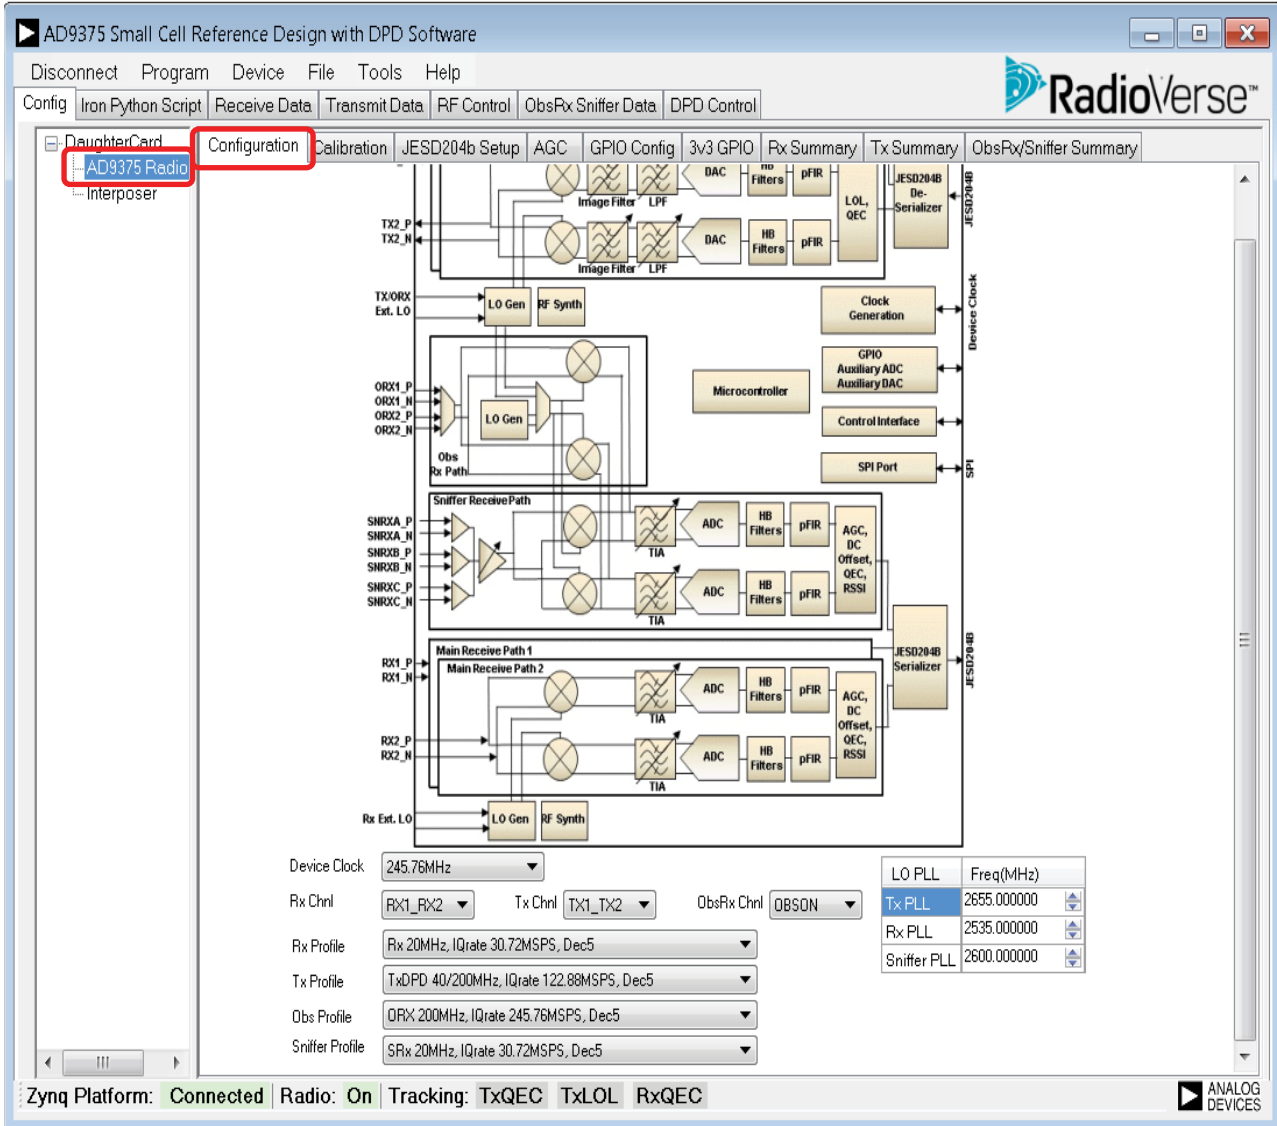 AD9375 Small Cell Reference Design with DPD Software
Disconnect Program Device File Tools Help
RadioVerse™
Config Iron Python Script Receive Data Transmit Data RF Control ObsRx Sniffer Data DPD Control
DaughterCard
AD9375 Radio
Interposer
Configuration Calibration JESD204b Setup AGC GPIO Config 3v3 GPIO Rx Summary Tx Summary ObsRx/Sniffer Summary
Image Filter LPF DAC HB Filters pFIR
LOL, QEC
JESD204B De-Serializer
JESD204B
TX2_P
TX2_N
Image Filter LPF DAC HB Filters pFIR
TX/ORX
Ext. LO
LO Gen RF Synth
Clock Generation
Device Clock
GPIO
Auxiliary ADC
Auxiliary DAC
Microcontroller
Control Interface
SPI Port
SPI
ORX1_P
ORX1_N
ORX2_P
ORX2_N
LO Gen
Obs
Rx Path
Sniffer Receive Path
SNRXA_P
SNRXA_N
SNRXB_P
SNRXB_N
SNRXC_P
SNRXC_N
TIA ADC HB Filters pFIR
TIA ADC HB Filters pFIR
AGC,
DC
Offset,
QEC,
RSSI
JESD204B
Serializer
JESD204B
Main Receive Path 1
Main Receive Path 2
RX1_P
RX1_N
RX2_P
RX2_N
TIA ADC HB Filters pFIR
TIA ADC HB Filters pFIR
AGC,
DC
Offset,
QEC,
RSSI
Rx Ext. LO
LO Gen RF Synth
Device Clock 245.76MHz
Rx Chnl RX1_RX2 Tx Chnl TX1_TX2 ObsRx Chnl OBSON
Rx Profile Rx 20MHz, IQrate 30.72MSPS, Dec5
Tx Profile TxDPD 40/200MHz, IQrate 122.88MSPS, Dec5
Obs Profile ORX 200MHz, IQrate 245.76MSPS, Dec5
Sniffer Profile SRx 20MHz, IQrate 30.72MSPS, Dec5
LO PLL Freq(MHz)
Tx PLL 2655.000000
Rx PLL 2535.000000
Sniffer PLL 2600.000000
Zynq Platform: Connected Radio: On Tracking: TxQEC TxLOL RxQEC
ANALOG
DEVICES